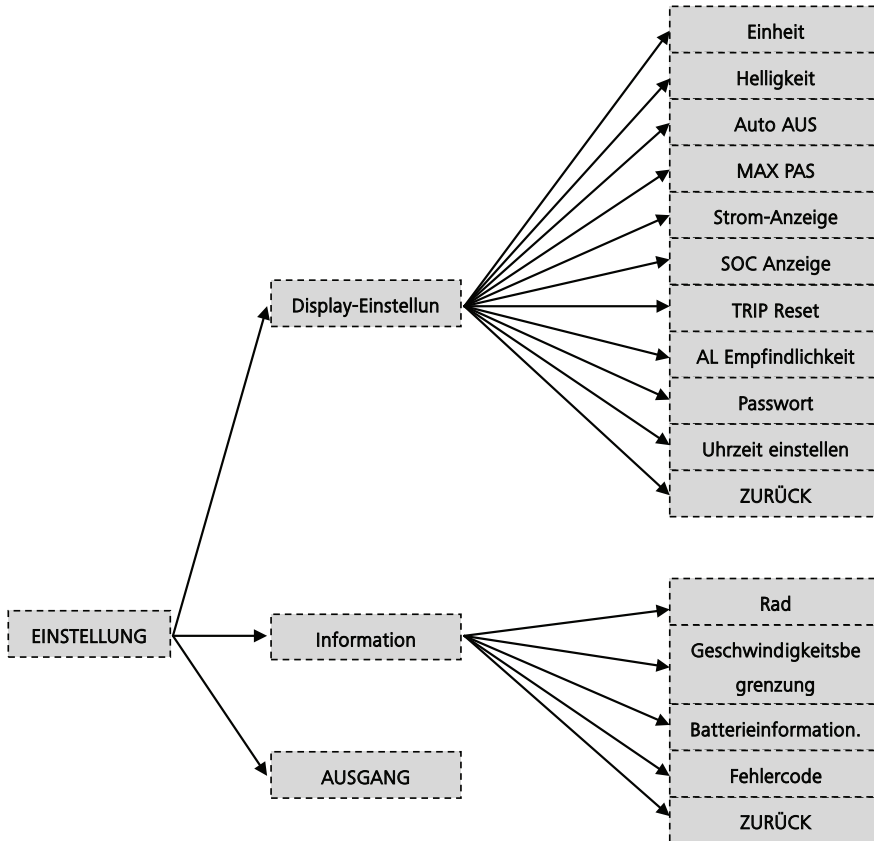 Einheit
Helligkeit
Auto AUS
MAX PAS
Strom-Anzeige
SOC Anzeige
Display-Einstellun
TRIP Reset
AL Empfindlichkeit
Passwort
Uhrzeit einstellen
ZURÜCK
EINSTELLUNG
Information
AUSGANG
Rad
Geschwindigkeitsbe
grenzung
Batterieinformation.
Fehlercode
ZURÜCK